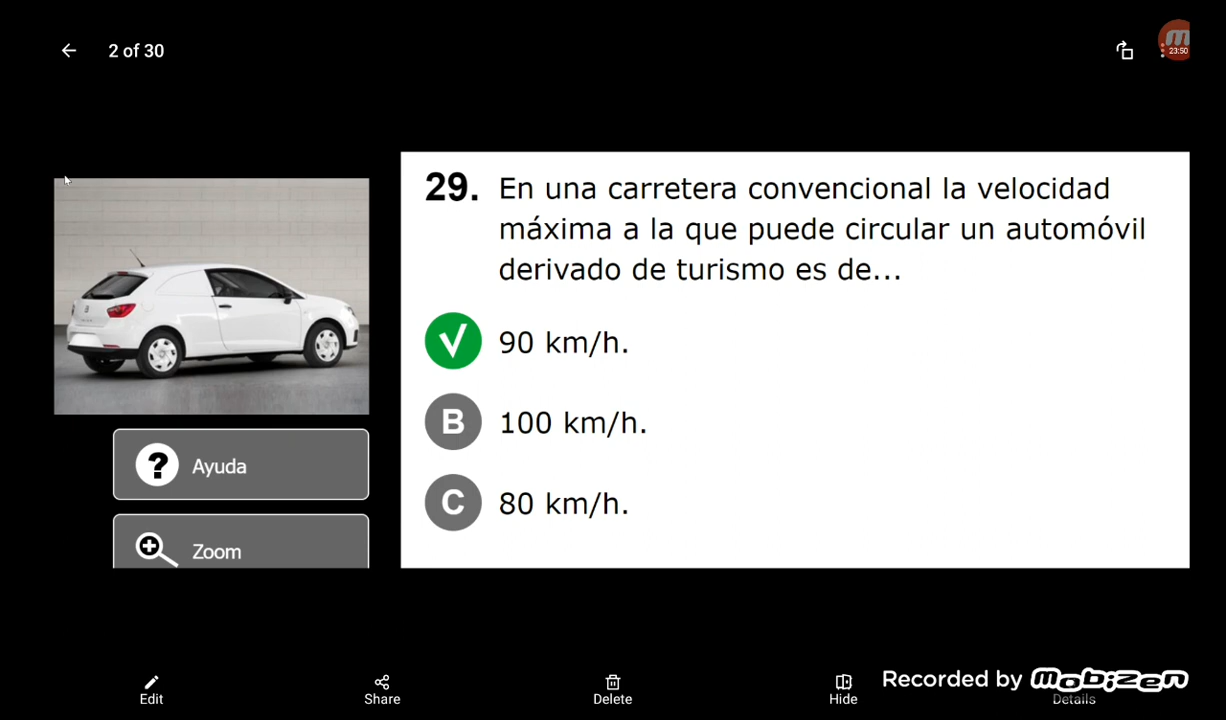 2 of 30
23:50
29. En una carretera convencional la velocidad
máxima a la que puede circular un automóvil
derivado de turismo es de...
90 km/h.
B 100 km/h.
C 80 km/h.
? Ayuda
Zoom
Recorded by mobizen
Edit
Share
Delete
Hide
Details